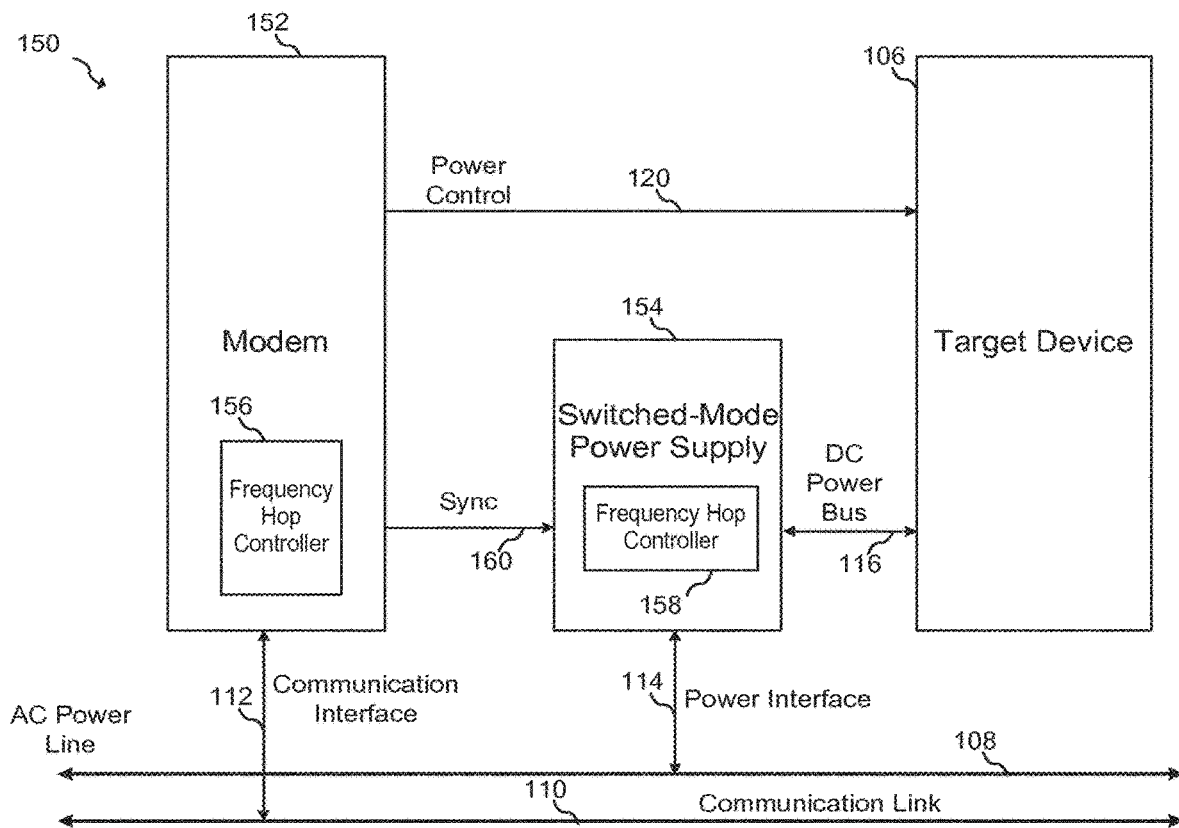 150
152
106
Power
Control
120
154
Modem
Target Device
156
Switched-Mode
Power Supply
Frequency
Hop
Controller
Sync
160
Frequency Hop
Controller
158
DC
Power
Bus
116
112
Communication
Interface
114
Power Interface
AC Power
Line
108
110
Communication Link